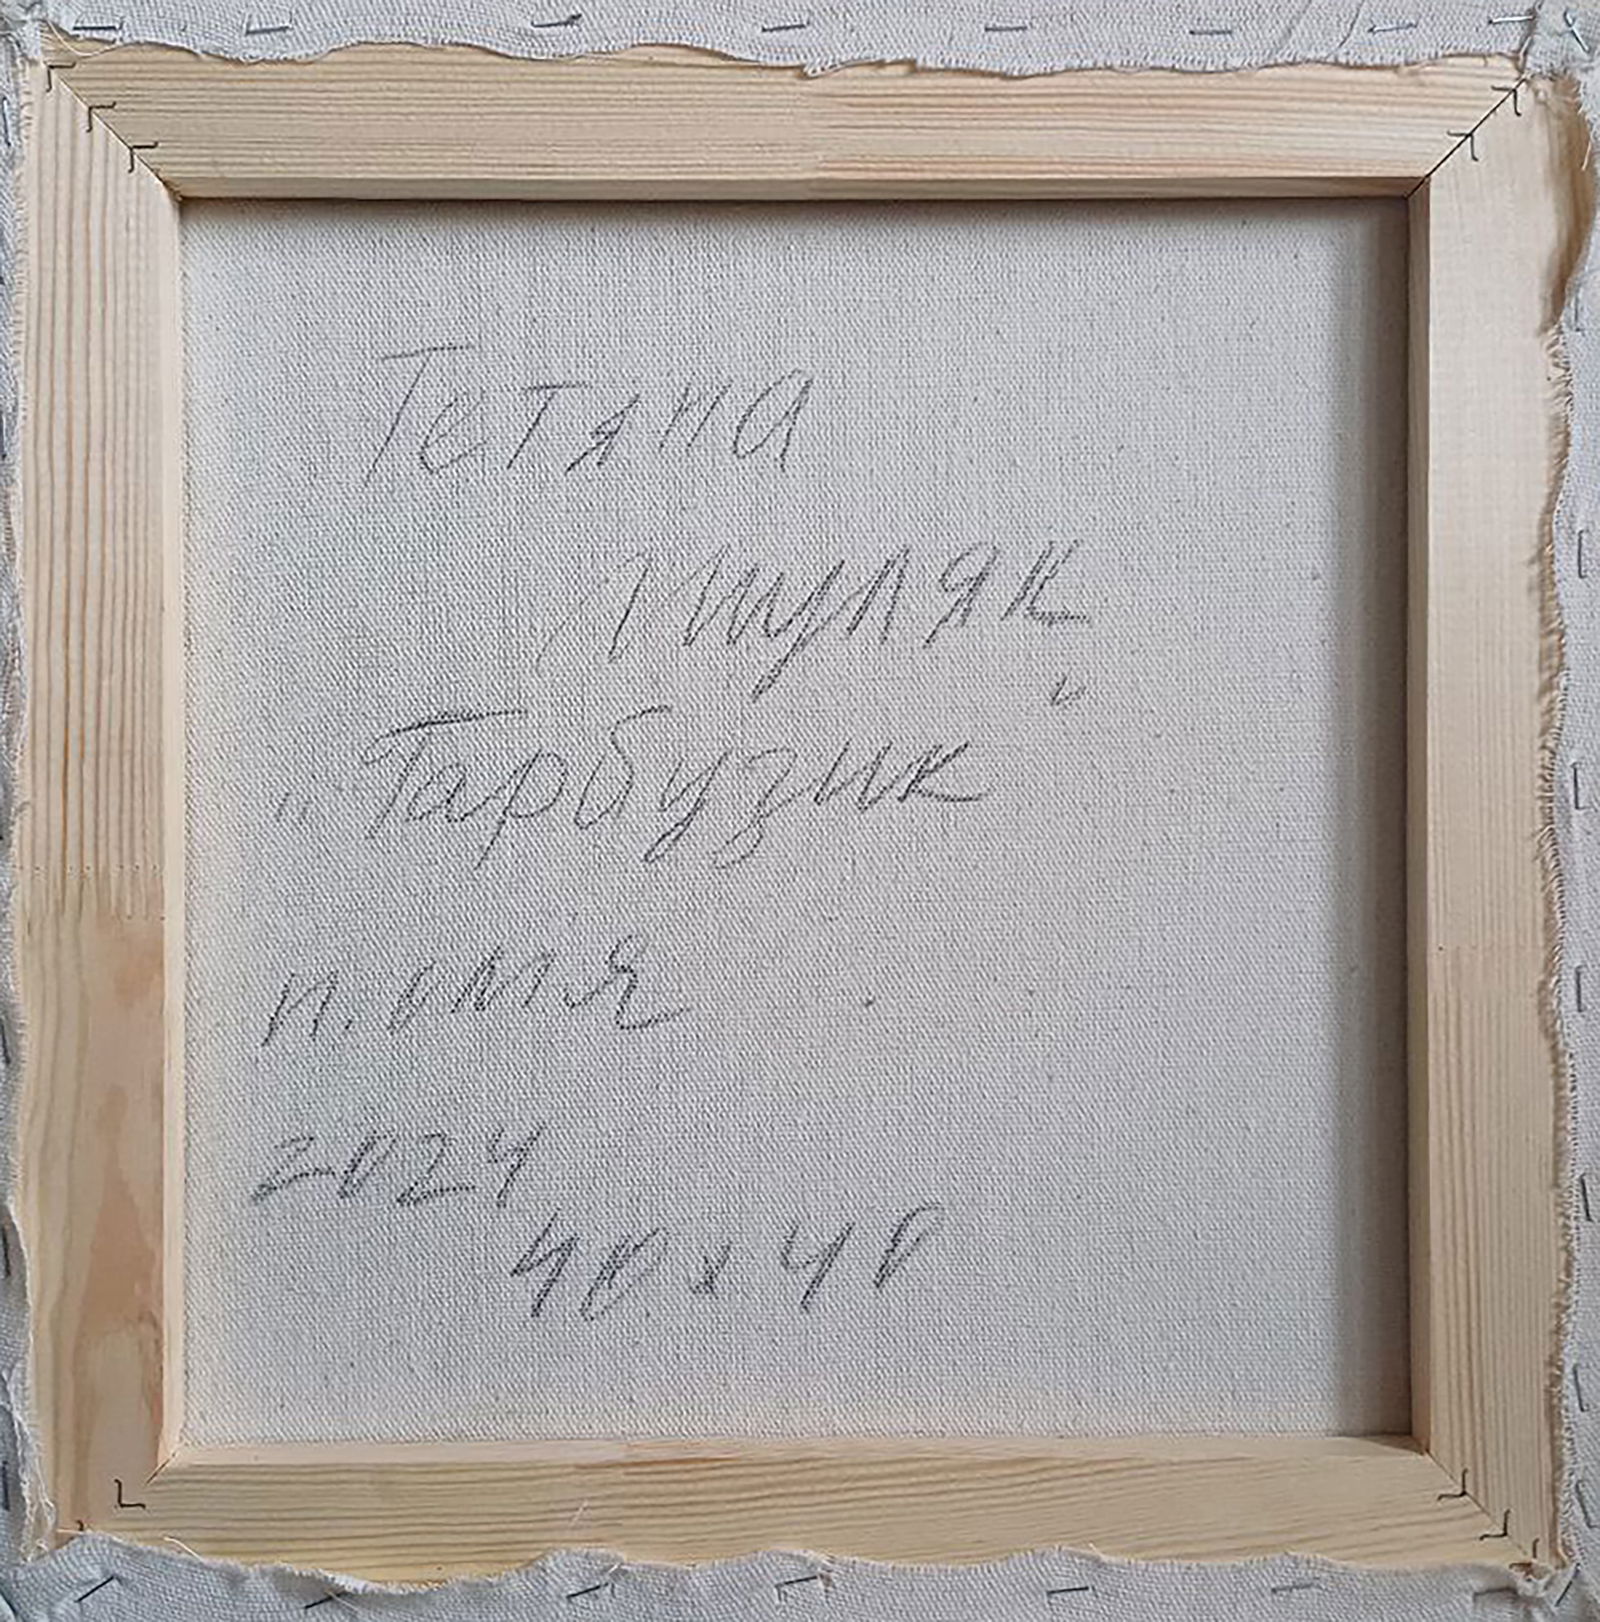 Тетяна
"Гарбузик"
п. олія
2024
40 x 40